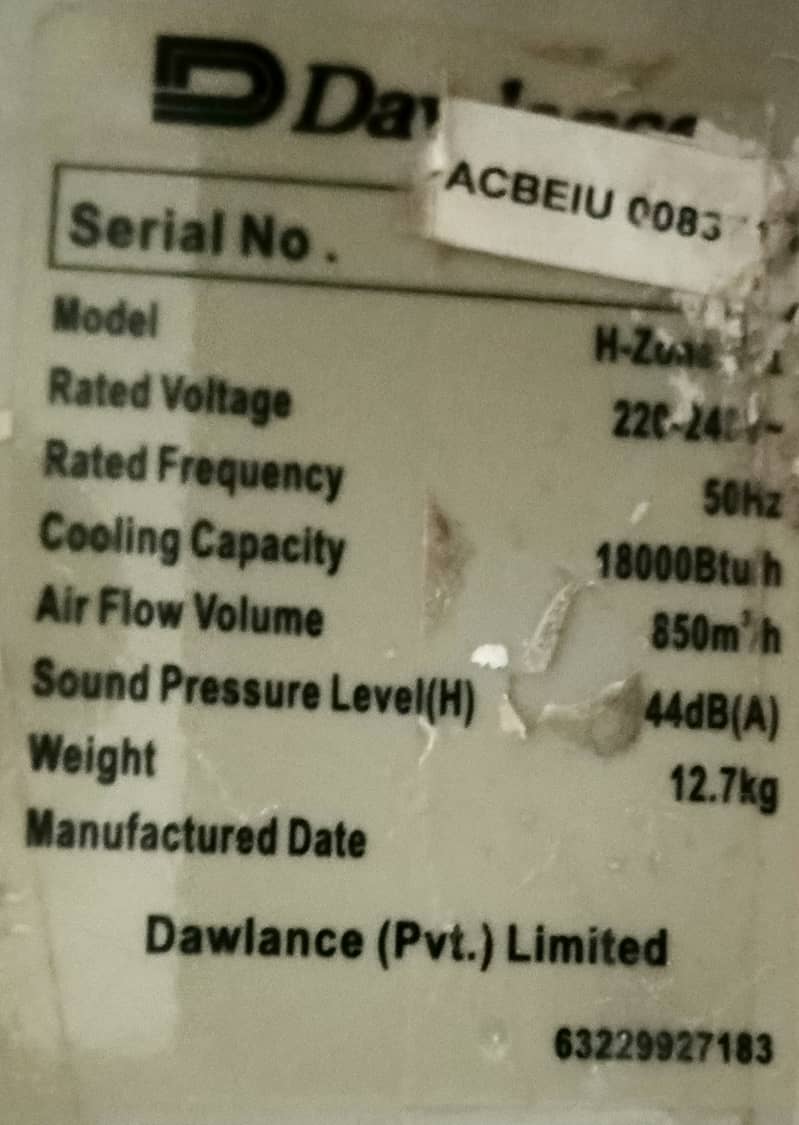 Dawlance
ACBEIU
Serial No.
Model
Rated Voltage
Rated Frequency 50Hz
Cooling Capacity 18000Btu/h
Air Flow Volume 850m³/h
Sound Pressure Level(H) 44dB(A)
Weight 12.7kg
Manufactured Date
Dawlance (Pvt.) Limited
63229927183